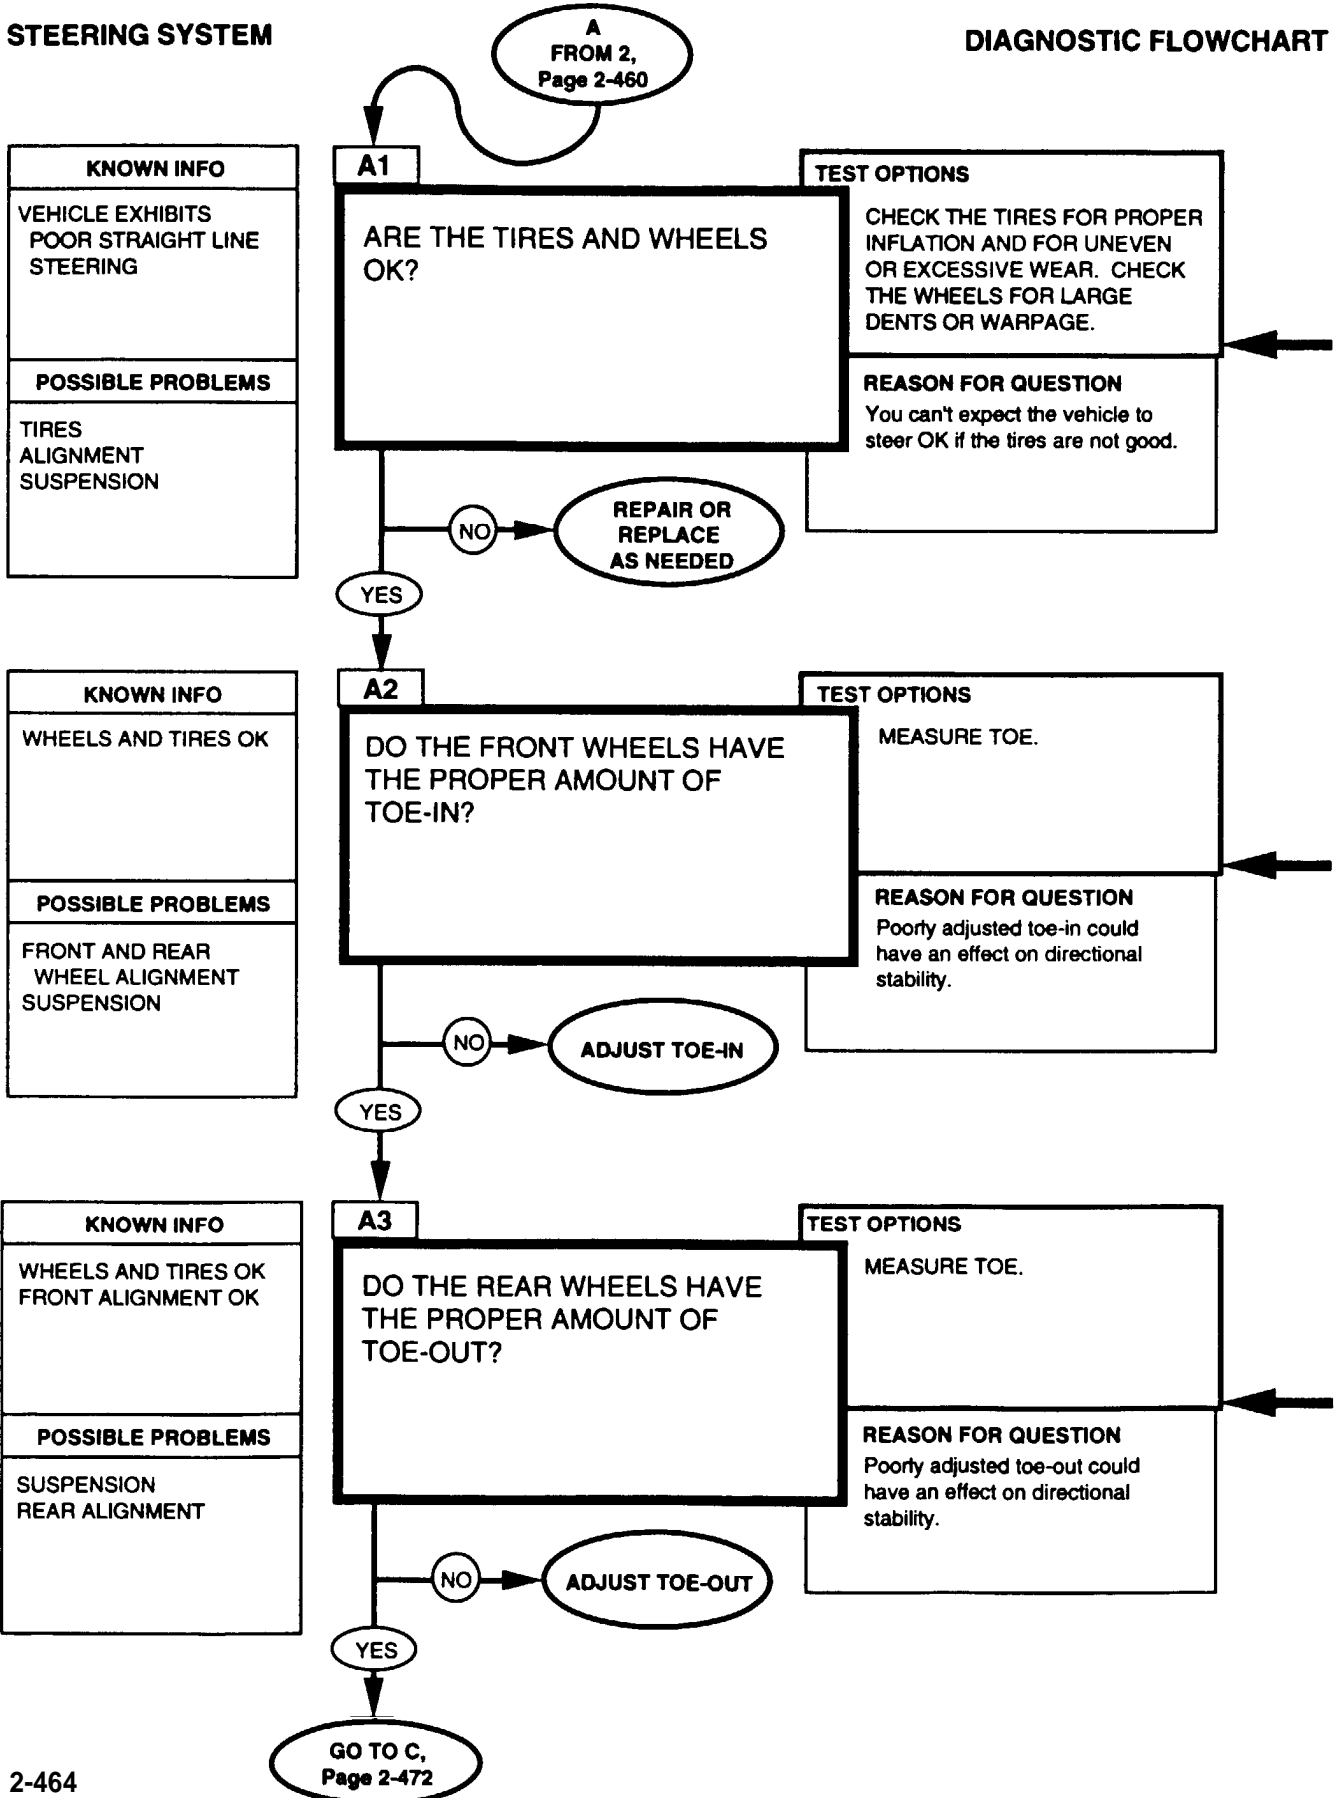 STEERING SYSTEM
DIAGNOSTIC FLOWCHART
A
FROM 2,
Page 2-460
KNOWN INFO
VEHICLE EXHIBITS
POOR STRAIGHT LINE
STEERING
POSSIBLE PROBLEMS
TIRES
ALIGNMENT
SUSPENSION
A1
ARE THE TIRES AND WHEELS
OK?
TEST OPTIONS
CHECK THE TIRES FOR PROPER
INFLATION AND FOR UNEVEN
OR EXCESSIVE WEAR. CHECK
THE WHEELS FOR LARGE
DENTS OR WARPAGE.
REASON FOR QUESTION
You can't expect the vehicle to
steer OK if the tires are not good.
NO
REPAIR OR
REPLACE
AS NEEDED
YES
KNOWN INFO
WHEELS AND TIRES OK
POSSIBLE PROBLEMS
FRONT AND REAR
WHEEL ALIGNMENT
SUSPENSION
A2
DO THE FRONT WHEELS HAVE
THE PROPER AMOUNT OF
TOE-IN?
TEST OPTIONS
MEASURE TOE.
REASON FOR QUESTION
Poorly adjusted toe-in could
have an effect on directional
stability.
NO
ADJUST TOE-IN
YES
KNOWN INFO
WHEELS AND TIRES OK
FRONT ALIGNMENT OK
POSSIBLE PROBLEMS
SUSPENSION
REAR ALIGNMENT
A3
DO THE REAR WHEELS HAVE
THE PROPER AMOUNT OF
TOE-OUT?
TEST OPTIONS
MEASURE TOE.
REASON FOR QUESTION
Poorly adjusted toe-out could
have an effect on directional
stability.
NO
ADJUST TOE-OUT
YES
GO TO C,
Page 2-472
2-464